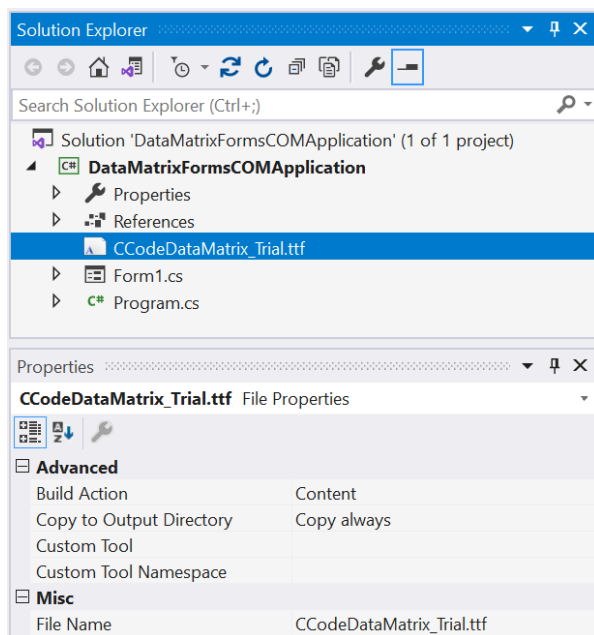 Solution Explorer
Search Solution Explorer (Ctrl+;)
Solution 'DataMatrixFormsCOMApplication' (1 of 1 project)
C# DataMatrixFormsCOMApplication
Properties
References
CCodeDataMatrix_Trial.ttf
Form1.cs
C# Program.cs
Properties
CCodeDataMatrix_Trial.ttf File Properties
Advanced
Build Action Content
Copy to Output Directory Copy always
Custom Tool
Custom Tool Namespace
Misc
File Name CCodeDataMatrix_Trial.ttf